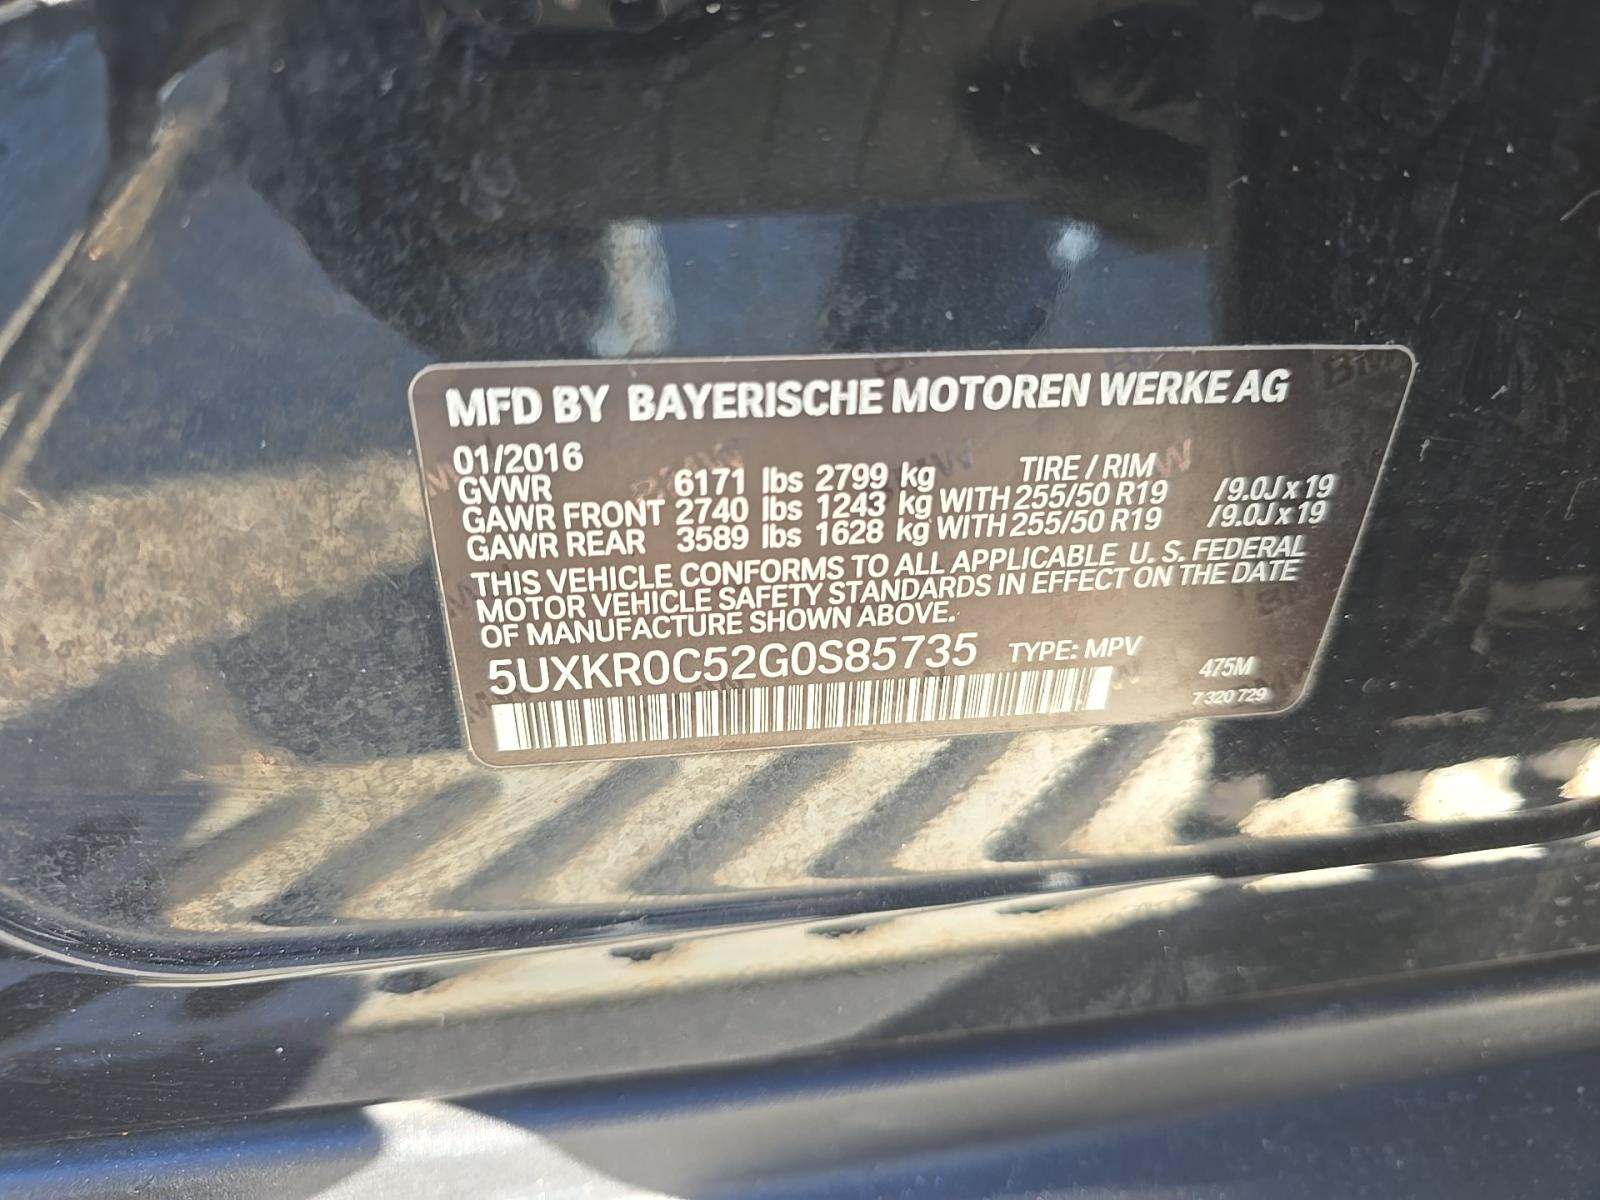 MFD BY BAYERISCHE MOTOREN WERKE AG
01/2016
GVWR 6171 lbs 2799 kg TIRE / RIM
GAWR FRONT 2740 lbs 1243 kg WITH 255/50 R19 /9.0J x 19
GAWR REAR 3589 lbs 1628 kg WITH 255/50 R19 /9.0J x 19
THIS VEHICLE CONFORMS TO ALL APPLICABLE U. S. FEDERAL
MOTOR VEHICLE SAFETY STANDARDS IN EFFECT ON THE DATE
OF MANUFACTURE SHOWN ABOVE.
5UXKR0C52G0S85735 TYPE: MPV 475M
7 320 729